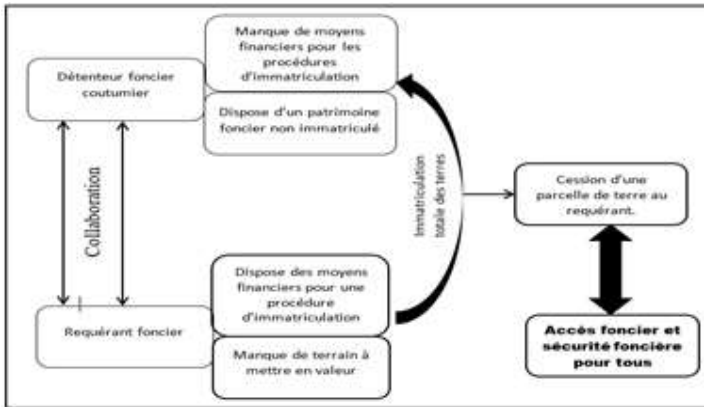 Manque de moyens
financiers pour les
procédures
d'immatriculation
Détenteur foncier
coutumier
Dispose d'un patrimoine
foncier non immatriculé
Collaboration
Immatriculation
totale des terres
Cession d'une
parcelle de terre au
requérant.
Dispose des moyens
financiers pour une
procédure
d'immatriculation
Requérant foncier
Manque de terrain à
mettre en valeur
Accès foncier et
sécurité foncière
pour tous